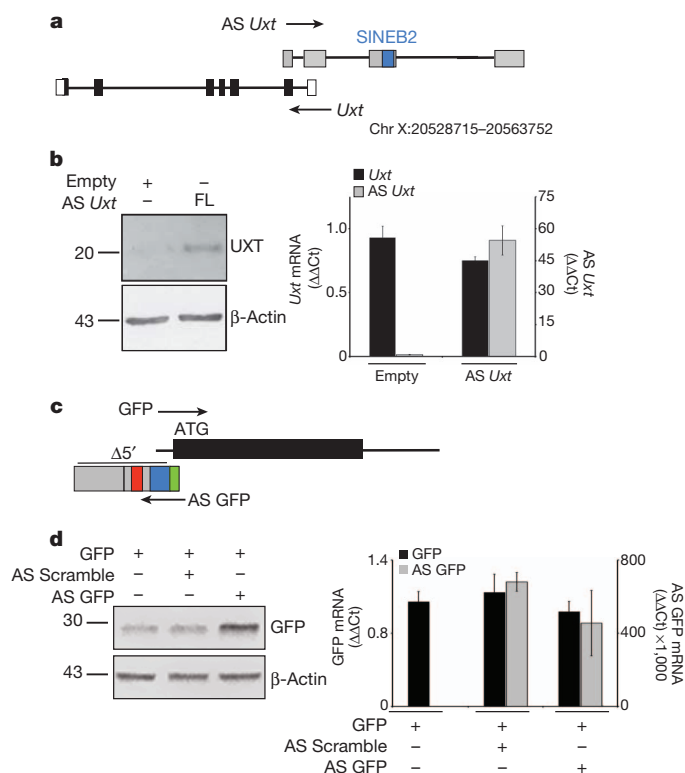 a
AS Uxt
SINEB2
Uxt
Chr X:20528715–20563752
b
Empty + –
AS Uxt – FL
20 UXT
43 β-Actin
Uxt
AS Uxt
Uxt mRNA
(ΔΔCt)
1.0
0.5
0
75
60
45
30
15
0
AS Uxt
(ΔΔCt)
Empty AS Uxt
c
GFP
ATG
Δ5′
AS GFP
d
GFP + + +
AS Scramble – + –
AS GFP – – +
30 GFP
43 β-Actin
GFP
AS GFP
GFP mRNA
(ΔΔCt)
1.4
0.8
0
800
400
0
AS GFP mRNA
(ΔΔCt) ×1,000
GFP + + +
AS Scramble – + –
AS GFP – – +